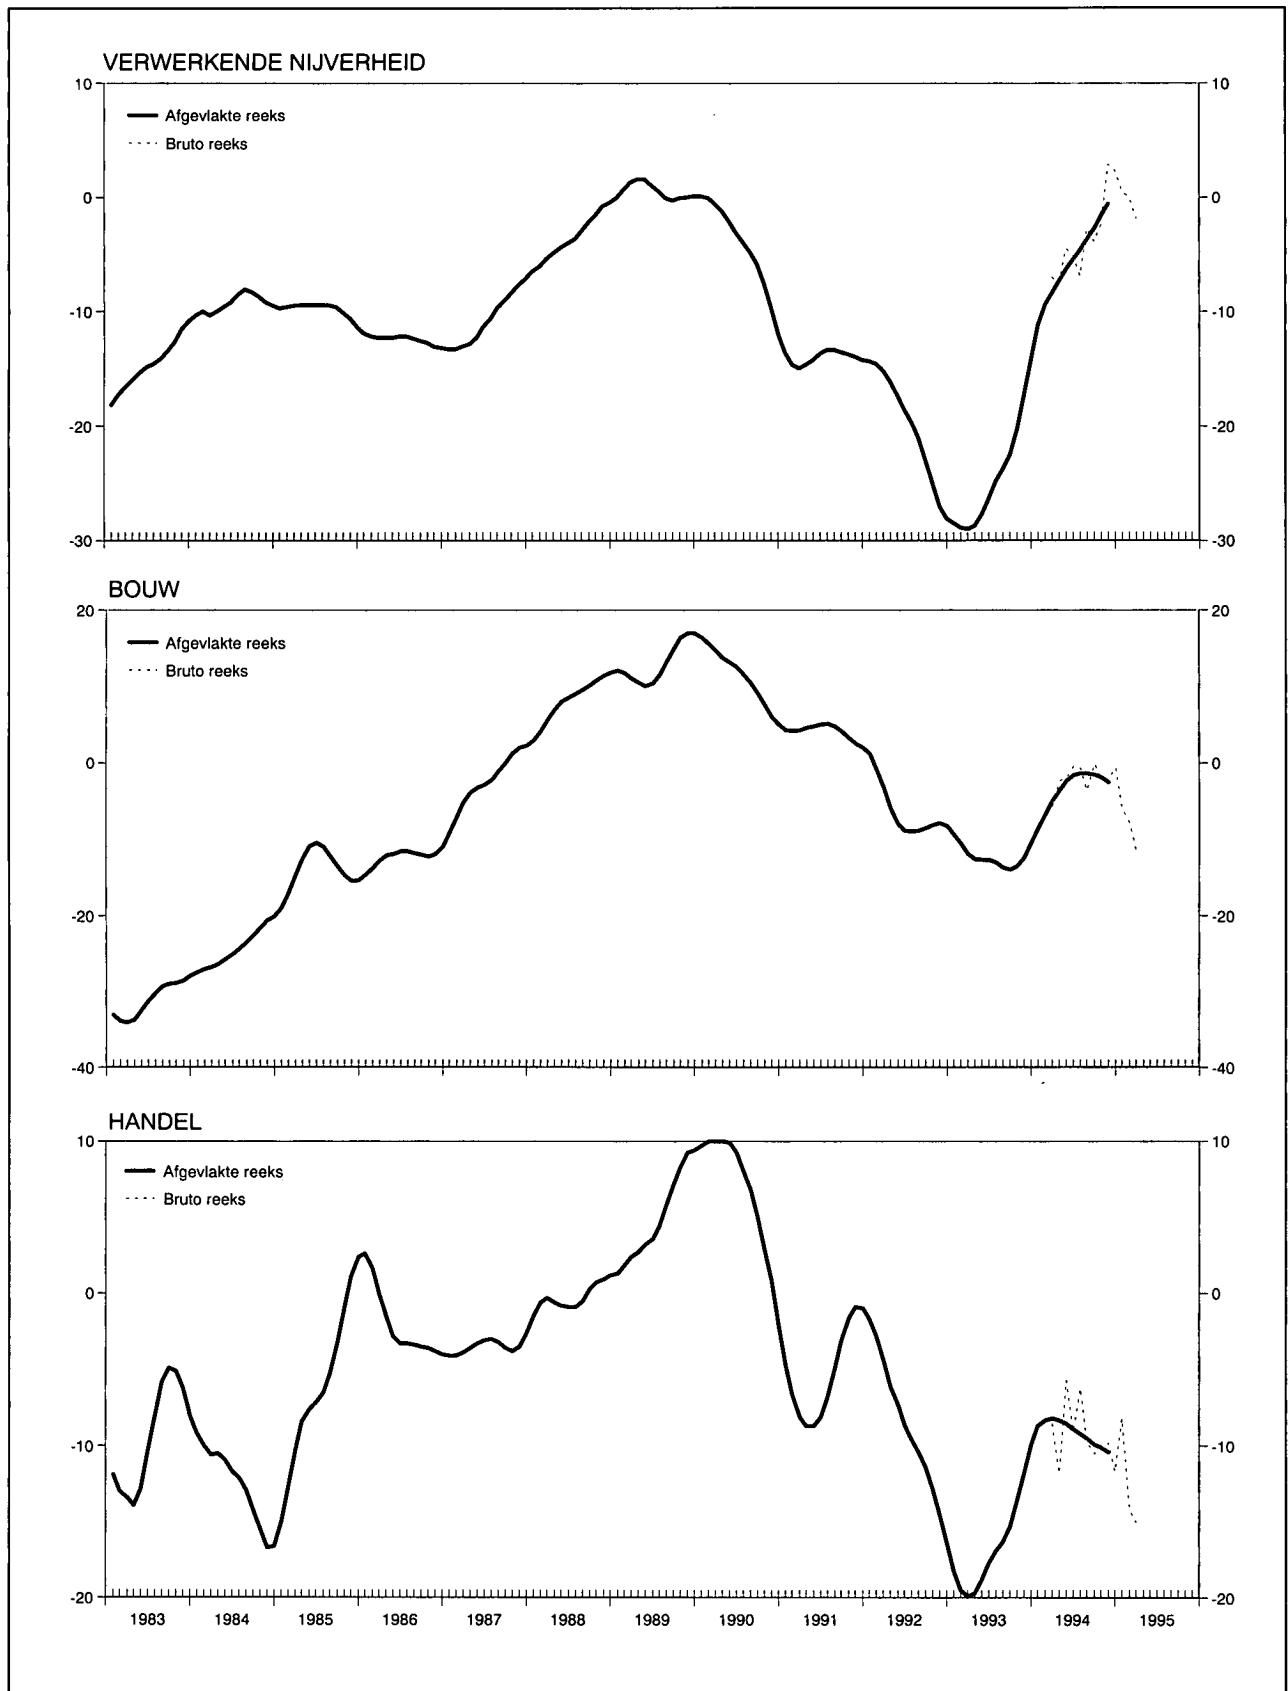 VERWERKENDE NIJVERHEID
10 10
Afgevlakte reeks
Bruto reeks
0 0
-10 -10
-20 -20
-30 -30
BOUW
20 20
Afgevlakte reeks
Bruto reeks
0 0
-20 -20
-40 -40
HANDEL
10 10
Afgevlakte reeks
Bruto reeks
0 0
-10 -10
-20 -20
1983 1984 1985 1986 1987 1988 1989 1990 1991 1992 1993 1994 1995